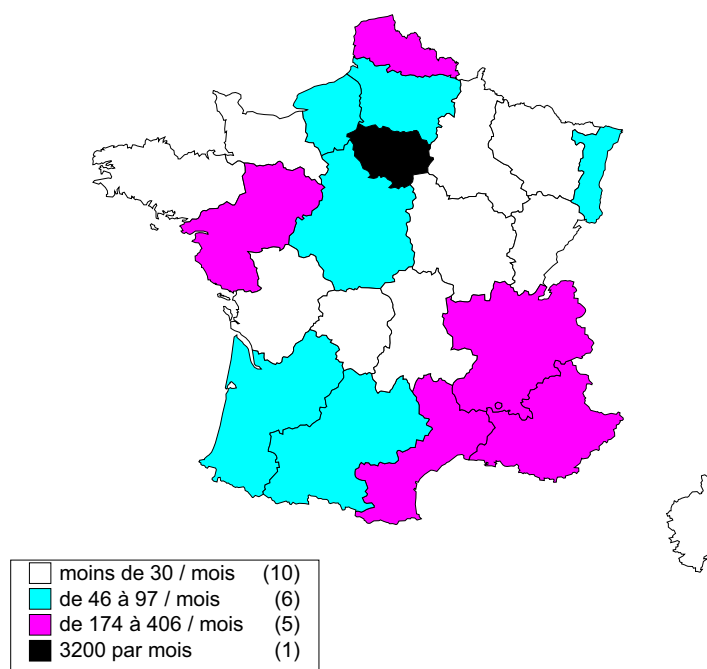 moins de 30 / mois (10)
de 46 à 97 / mois (6)
de 174 à 406 / mois (5)
3200 par mois (1)